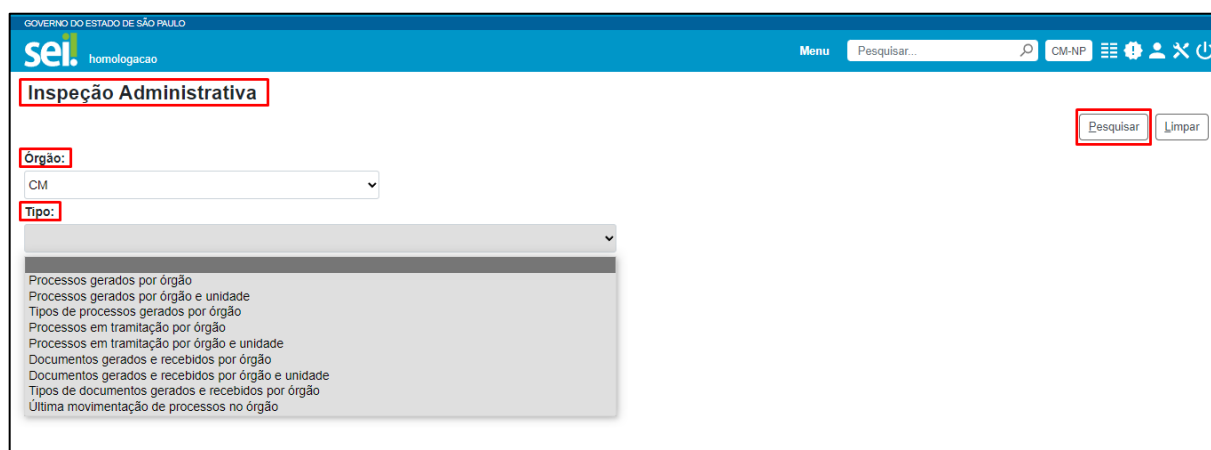 GOVERNO DO ESTADO DE SÃO PAULO
sei! homologacao Menu Pesquisar... CM-NP
Inspeção Administrativa
Pesquisar Limpar
Órgão:
CM
Tipo:
Processos gerados por órgão
Processos gerados por órgão e unidade
Tipos de processos gerados por órgão
Processos em tramitação por órgão
Processos em tramitação por órgão e unidade
Documentos gerados e recebidos por órgão
Documentos gerados e recebidos por órgão e unidade
Tipos de documentos gerados e recebidos por órgão
Última movimentação de processos no órgão